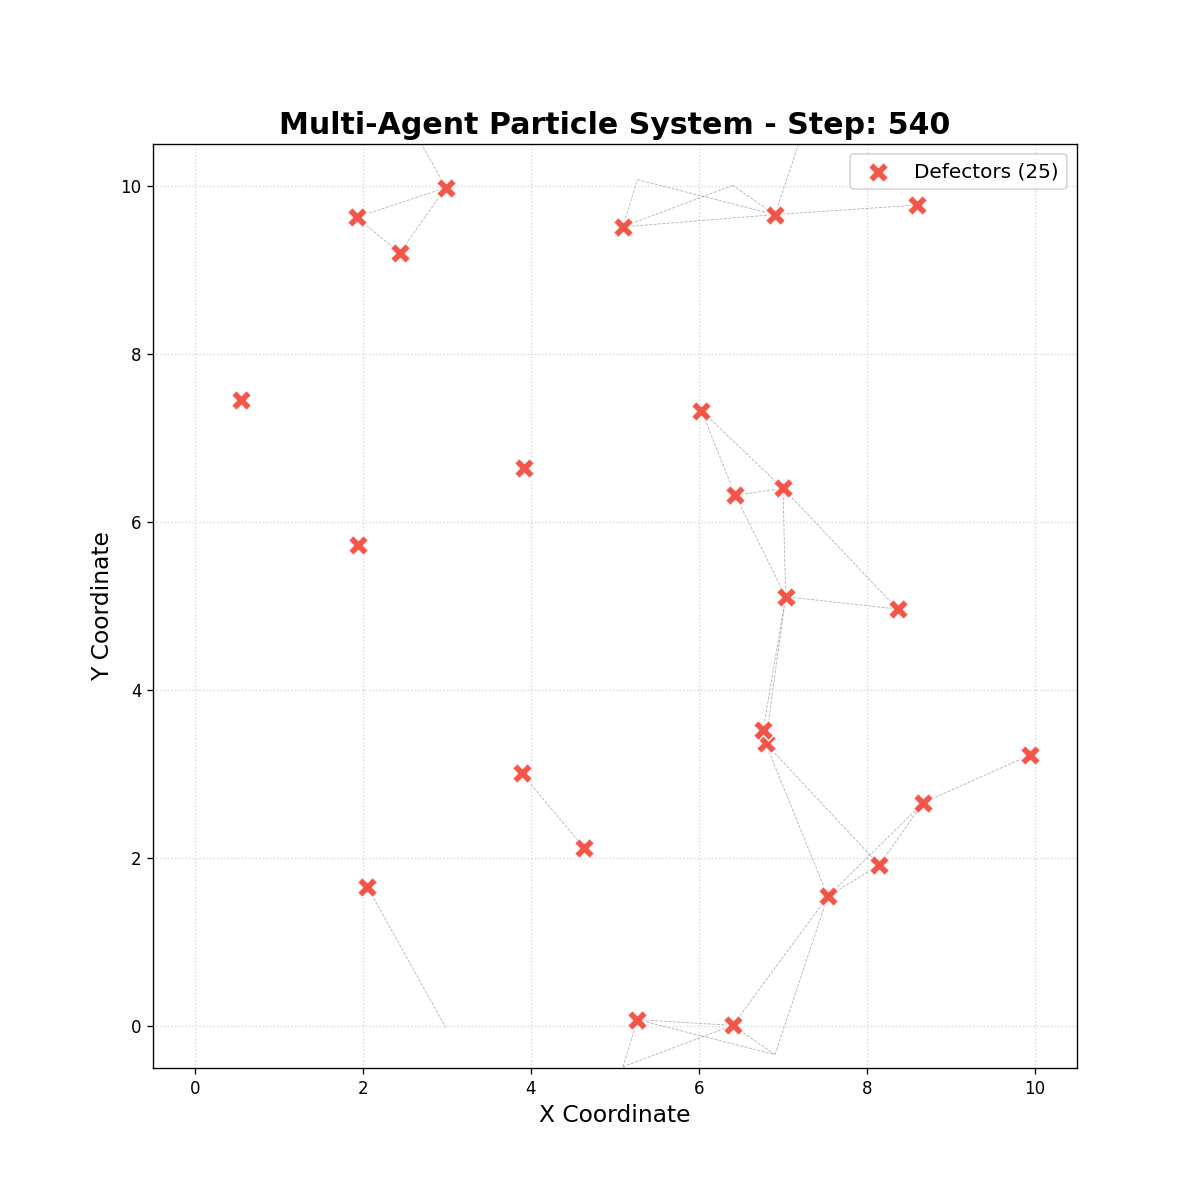 Multi-Agent Particle System - Step: 540
Defectors (25)
10
8
6
4
2
0
Y Coordinate
0 2 4 6 8 10
X Coordinate